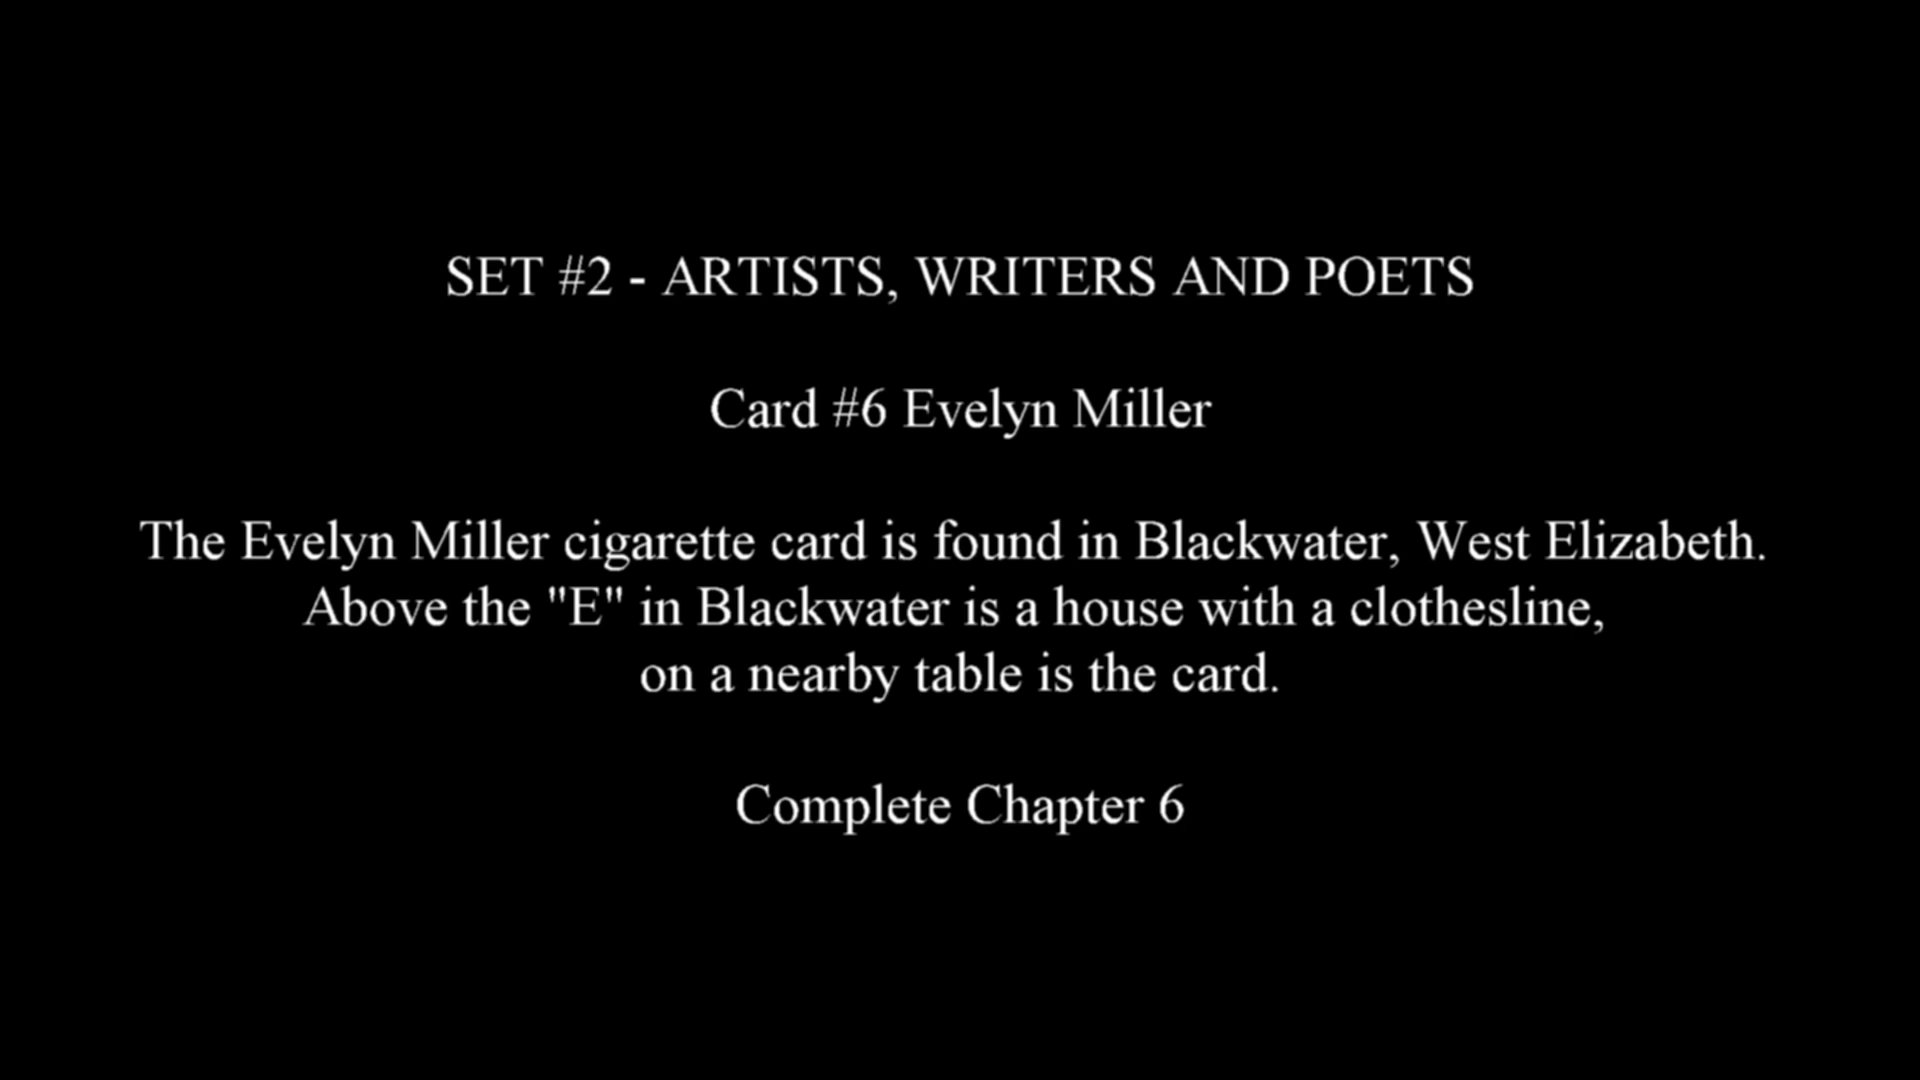 SET #2 - ARTISTS, WRITERS AND POETS
Card #6 Evelyn Miller
The Evelyn Miller cigarette card is found in Blackwater, West Elizabeth.
Above the "E" in Blackwater is a house with a clothesline,
on a nearby table is the card.
Complete Chapter 6